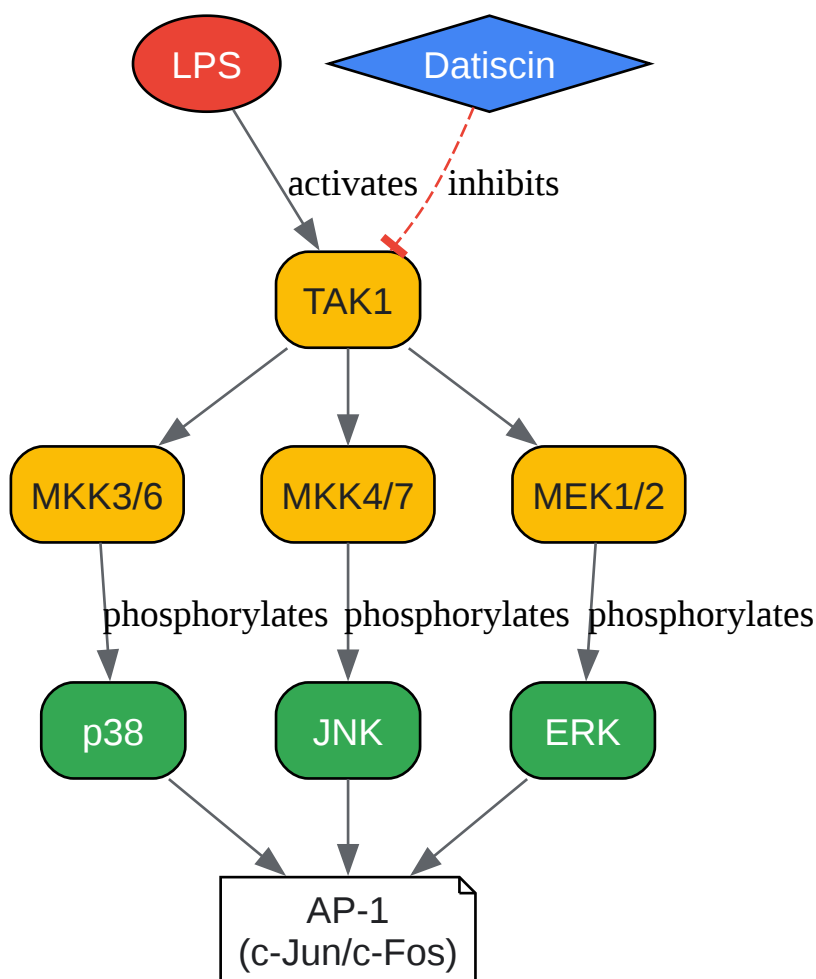 LPS
Datiscin
activates
inhibits
TAK1
MKK3/6
MKK4/7
MEK1/2
phosphorylates
phosphorylates
phosphorylates
p38
JNK
ERK
AP-1
(c-Jun/c-Fos)